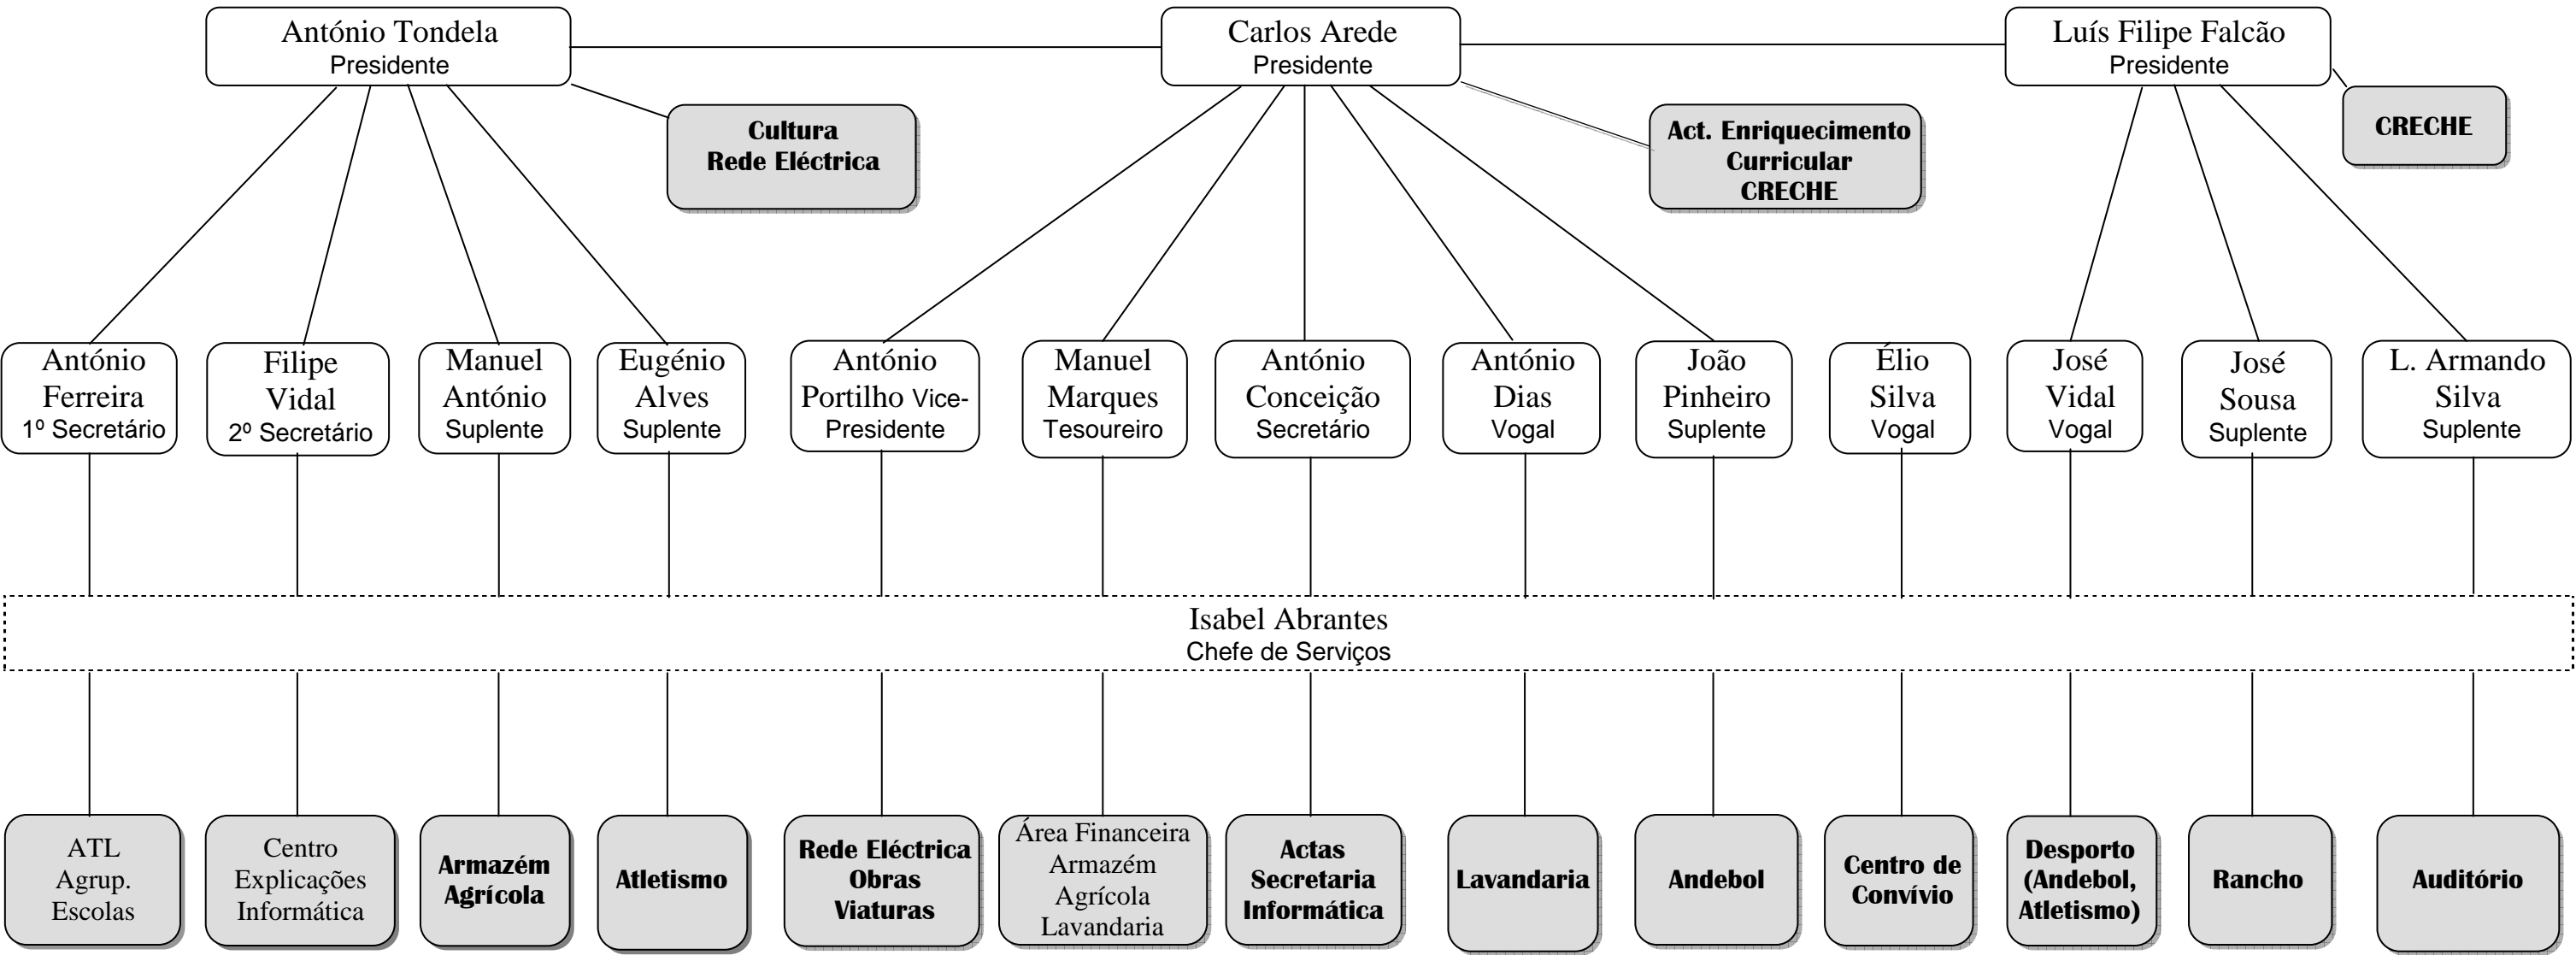 António Tondela
Presidente
Carlos Arede
Presidente
Luís Filipe Falcão
Presidente
Cultura
Rede Eléctrica
Act. Enriquecimento
Curricular
CRECHE
CRECHE
António
Ferreira
1º Secretário
Filipe
Vidal
2º Secretário
Manuel
António
Suplente
Eugénio
Alves
Suplente
António
Portilho Vice-
Presidente
Manuel
Marques
Tesoureiro
António
Conceição
Secretário
António
Dias
Vogal
João
Pinheiro
Suplente
Élio
Silva
Vogal
José
Vidal
Vogal
José
Sousa
Suplente
L. Armando
Silva
Suplente
Isabel Abrantes
Chefe de Serviços
ATL
Agrup.
Escolas
Centro
Explicações
Informática
Armazém
Agrícola
Atletismo
Rede Eléctrica
Obras
Viaturas
Área Financeira
Armazém
Agrícola
Lavandaria
Actas
Secretaria
Informática
Lavandaria
Andebol
Centro de
Convívio
Desporto
(Andebol,
Atletismo)
Rancho
Auditório